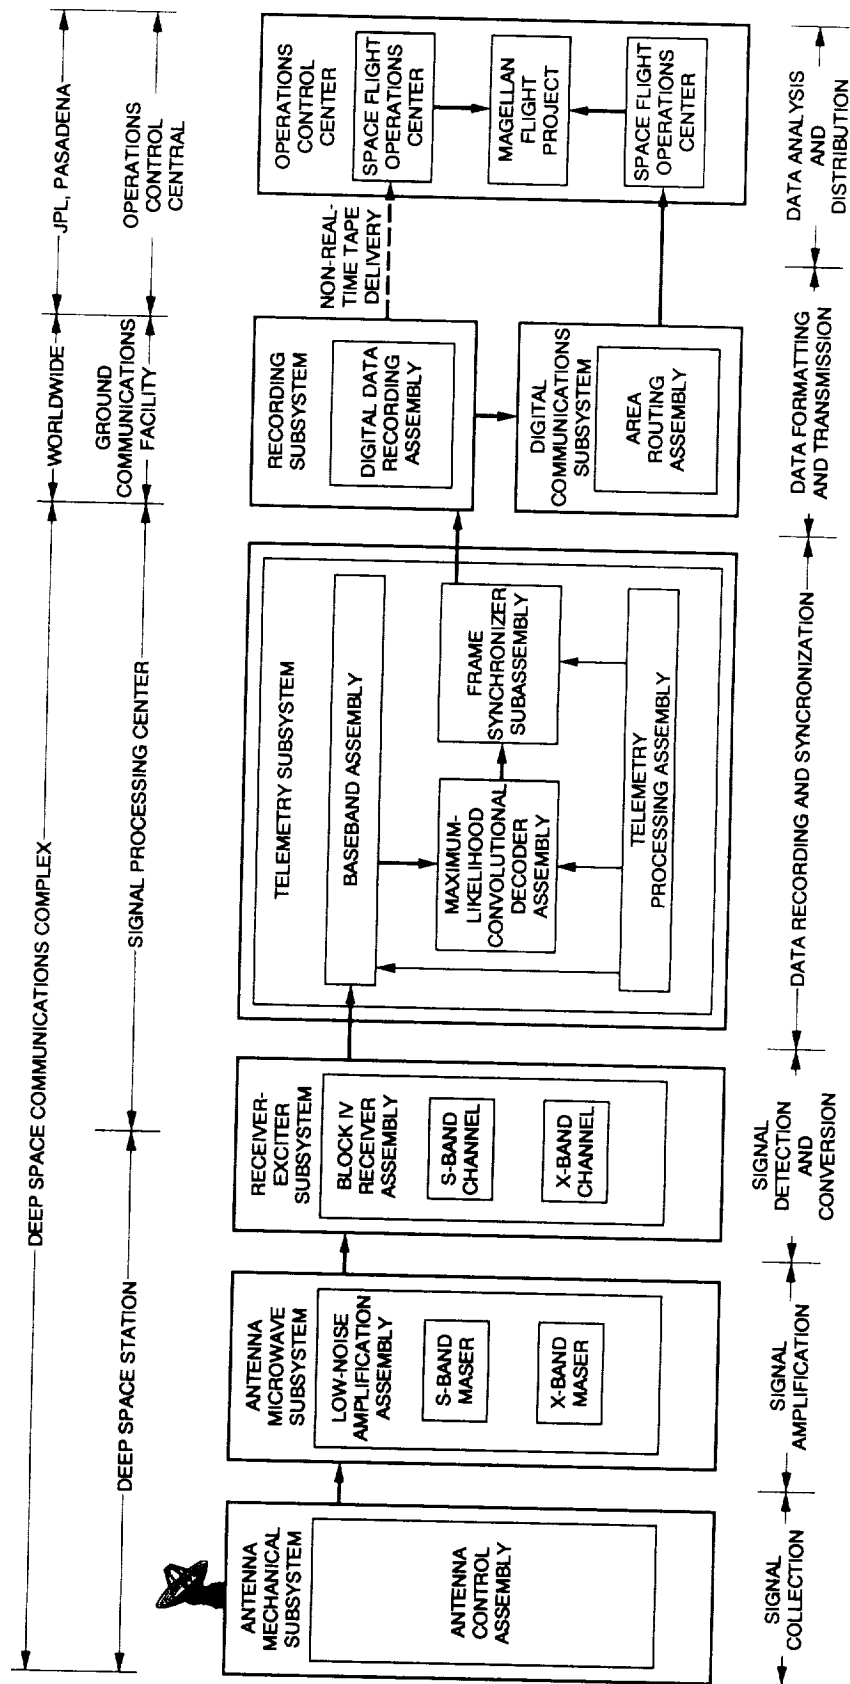 DEEP SPACE COMMUNICATIONS COMPLEX
WORLDWIDE
JPL, PASADENA
DEEP SPACE STATION
SIGNAL PROCESSING CENTER
GROUND
COMMUNICATIONS
FACILITY
OPERATIONS
CONTROL
CENTRAL
ANTENNA
MECHANICAL
SUBSYSTEM
ANTENNA
CONTROL
ASSEMBLY
ANTENNA
MICROWAVE
SUBSYSTEM
LOW-NOISE
AMPLIFICATION
ASSEMBLY
S-BAND
MASER
X-BAND
MASER
RECEIVER-
EXCITER
SUBSYSTEM
BLOCK IV
RECEIVER
ASSEMBLY
S-BAND
CHANNEL
X-BAND
CHANNEL
TELEMETRY SUBSYSTEM
BASEBAND ASSEMBLY
MAXIMUM-
LIKELIHOOD
CONVOLUTIONAL
DECODER
ASSEMBLY
FRAME
SYNCHRONIZER
SUBASSEMBLY
TELEMETRY
PROCESSING ASSEMBLY
RECORDING
SUBSYSTEM
DIGITAL DATA
RECORDING
ASSEMBLY
DIGITAL
COMMUNICATIONS
SUBSYSTEM
AREA
ROUTING
ASSEMBLY
NON-REAL-
TIME TAPE
DELIVERY
OPERATIONS
CONTROL
CENTER
SPACE FLIGHT
OPERATIONS
CENTER
MAGELLAN
FLIGHT
PROJECT
SPACE FLIGHT
OPERATIONS
CENTER
SIGNAL
COLLECTION
SIGNAL
AMPLIFICATION
SIGNAL
DETECTION
AND
CONVERSION
DATA RECORDING AND SYNCRONIZATION
DATA FORMATTING
AND TRANSMISSION
DATA ANALYSIS
AND
DISTRIBUTION